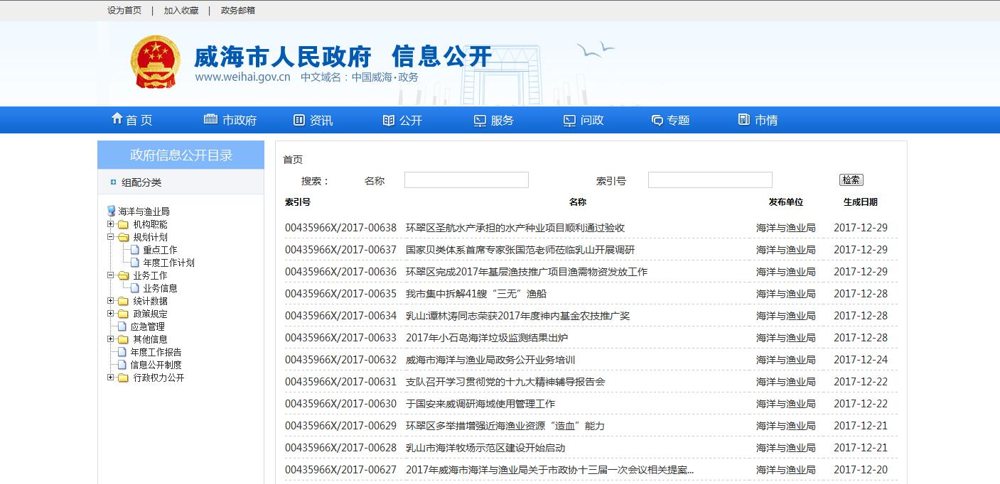 设为首页 | 加入收藏 | 政务邮箱
威海市人民政府 信息公开
www.weihai.gov.cn 中文域名：中国威海·政务
首页 市政府 资讯 公开 服务 问政 专题 市情
政府信息公开目录
组配分类
海洋与渔业局
机构职能
规划计划
重点工作
年度工作计划
业务工作
业务信息
统计数据
政策规定
应急管理
其他信息
年度工作报告
信息公开制度
行政权力公开
首页
搜索： 名称 索引号 检索
索引号 名称 发布单位 生成日期
00435966X/2017-00638 环翠区圣航水产承担的水产种业项目顺利通过验收 海洋与渔业局 2017-12-29
00435966X/2017-00637 国家贝类体系首席专家张国范老师莅临乳山开展调研 海洋与渔业局 2017-12-29
00435966X/2017-00636 环翠区完成2017年基层渔技推广项目渔需物资发放工作 海洋与渔业局 2017-12-29
00435966X/2017-00635 我市集中拆解41艘“三无”渔船 海洋与渔业局 2017-12-28
00435966X/2017-00634 乳山:谭林涛同志荣获2017年度神内基金农技推广奖 海洋与渔业局 2017-12-28
00435966X/2017-00633 2017年小石岛海洋垃圾监测结果出炉 海洋与渔业局 2017-12-28
00435966X/2017-00632 威海市海洋与渔业局政务公开业务培训 海洋与渔业局 2017-12-24
00435966X/2017-00631 支队召开学习贯彻党的十九大精神辅导报告会 海洋与渔业局 2017-12-22
00435966X/2017-00630 于国安来威调研海域使用管理工作 海洋与渔业局 2017-12-22
00435966X/2017-00629 环翠区多举措增强近海渔业资源“造血”能力 海洋与渔业局 2017-12-21
00435966X/2017-00628 乳山市海洋牧场示范区建设开始启动 海洋与渔业局 2017-12-21
00435966X/2017-00627 2017年威海市海洋与渔业局关于市政协十三届一次会议相关提案... 海洋与渔业局 2017-12-20